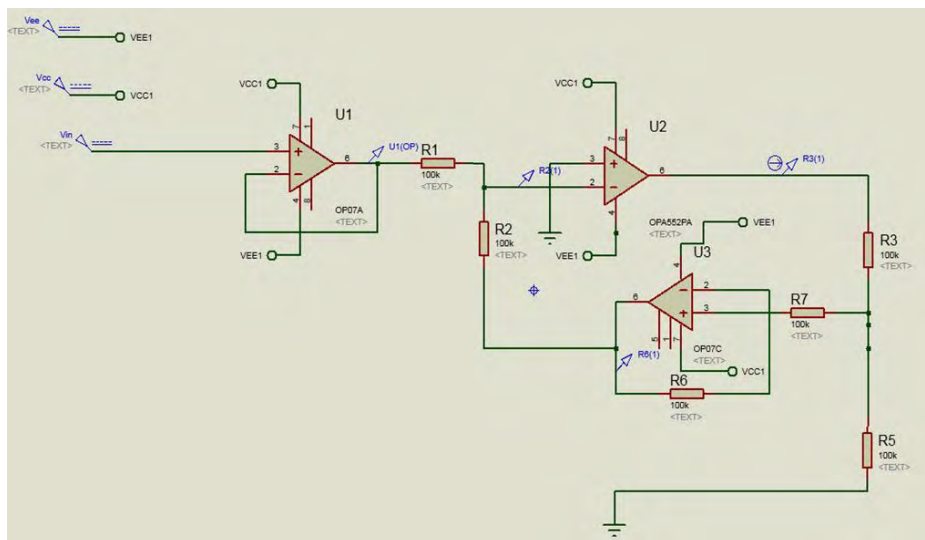 Vee
<TEXT>
VEE1
Vcc
<TEXT>
VCC1
Vin
<TEXT>
VCC1
7
1
U1
3
2
6
4
8
OP07A
<TEXT>
VEE1
U1(OP)
R1
100k
<TEXT>
R2(1)
R2
100k
<TEXT>
VCC1
7
8
U2
3
2
6
4
VEE1
OPA552PA
<TEXT>
R3(1)
R3
100k
<TEXT>
VEE1
U3
4
2
3
6
5
1
7
OP07C
<TEXT>
VCC1
R7
100k
<TEXT>
R6(1)
R6
100k
<TEXT>
R5
100k
<TEXT>